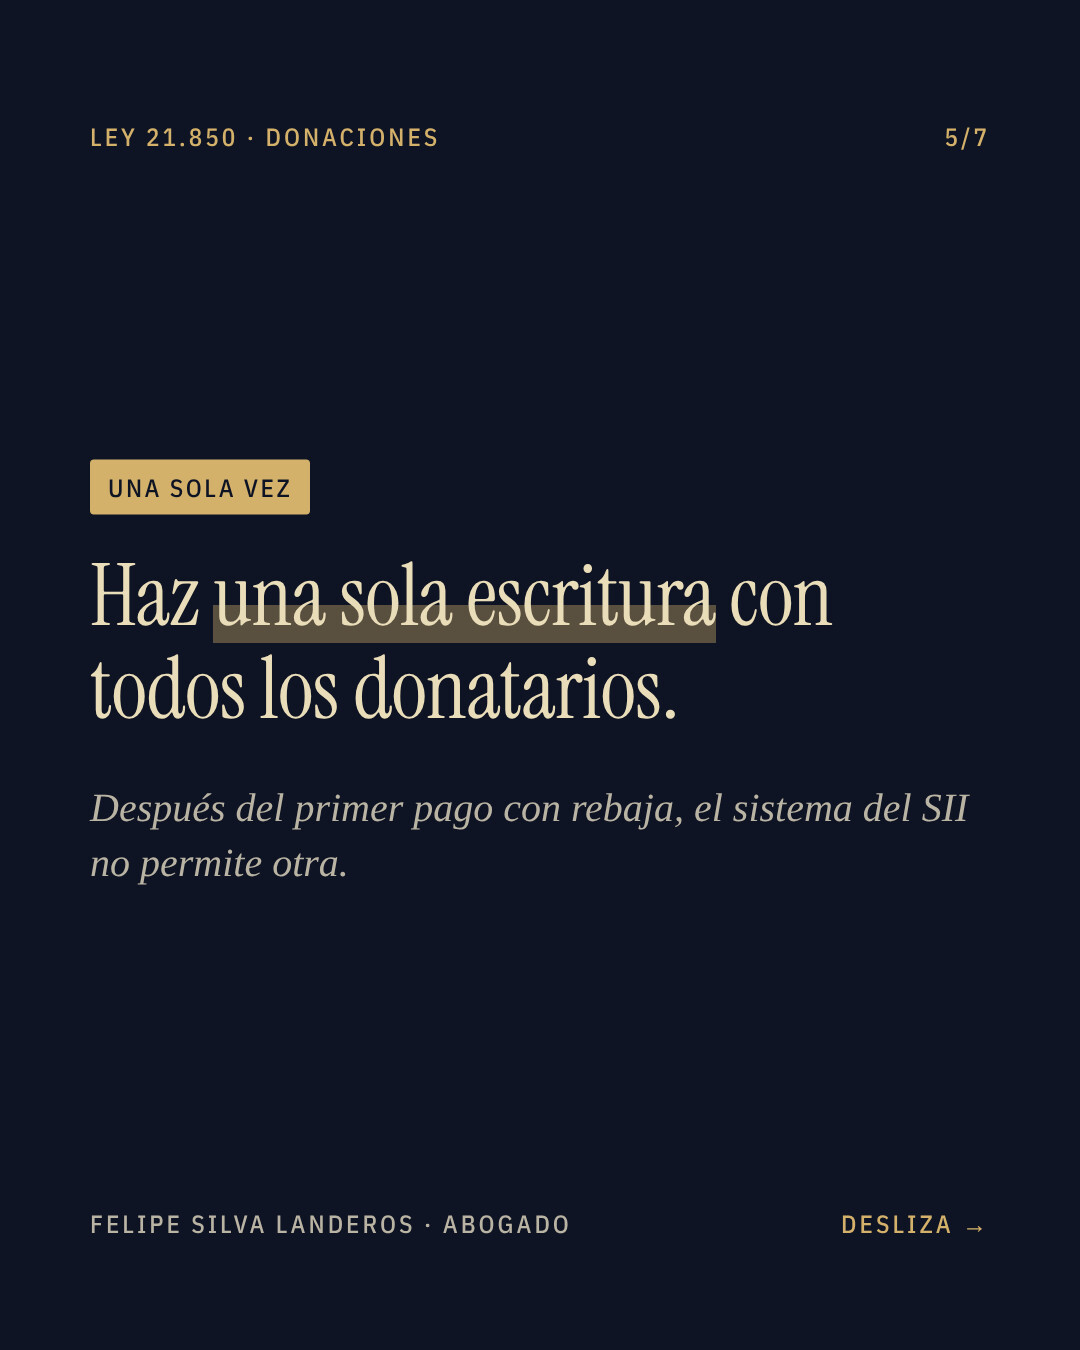 LEY 21.850 · DONACIONES
5/7
UNA SOLA VEZ
Haz una sola escritura con
todos los donatarios.
Después del primer pago con rebaja, el sistema del SII
no permite otra.
FELIPE SILVA LANDEROS · ABOGADO
DESLIZA →